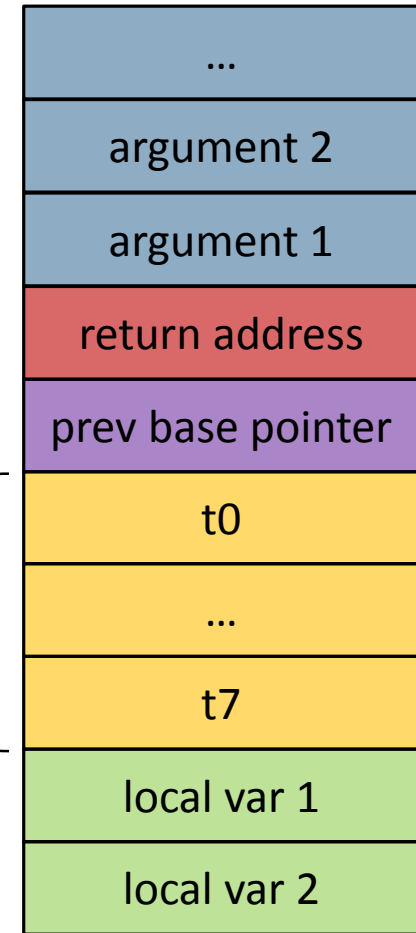 …
argument 2
argument 1
return address
prev base pointer
t0
…
t7
local var 1
local var 2